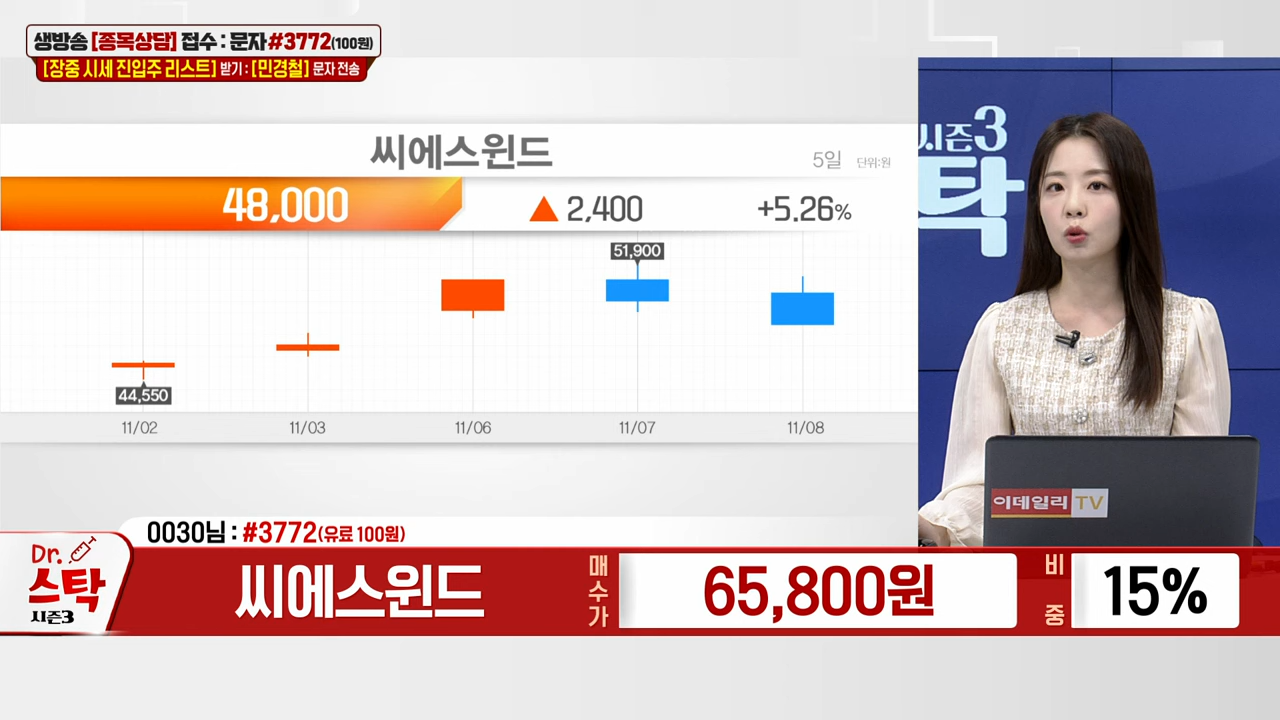 생방송 [종목상담] 접수 : 문자#3772(100원)
[장중 시세 진입주 리스트] 받기 : [민경철] 문자 전송
씨에스윈드
5일 단위:원
48,000 ▲ 2,400 +5.26%
51,900
44,550
11/02 11/03 11/06 11/07 11/08
시즌3
탁
이데일리 TV
0030님 : #3772(유료 100원)
Dr.
스탁
시즌3
씨에스윈드 매수가 65,800원 비중 15%